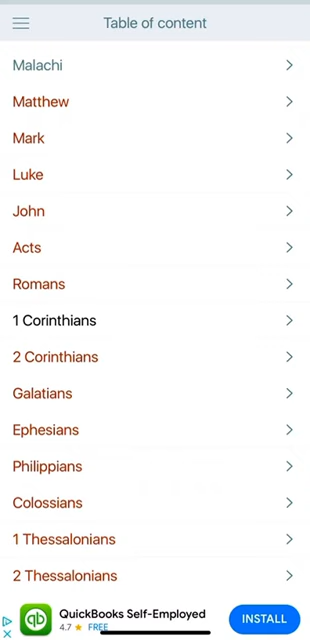 Table of content
Malachi
Matthew
Mark
Luke
John
Acts
Romans
1 Corinthians
2 Corinthians
Galatians
Ephesians
Philippians
Colossians
1 Thessalonians
2 Thessalonians
qb
QuickBooks Self-Employed
4.7 ★ FREE
INSTALL